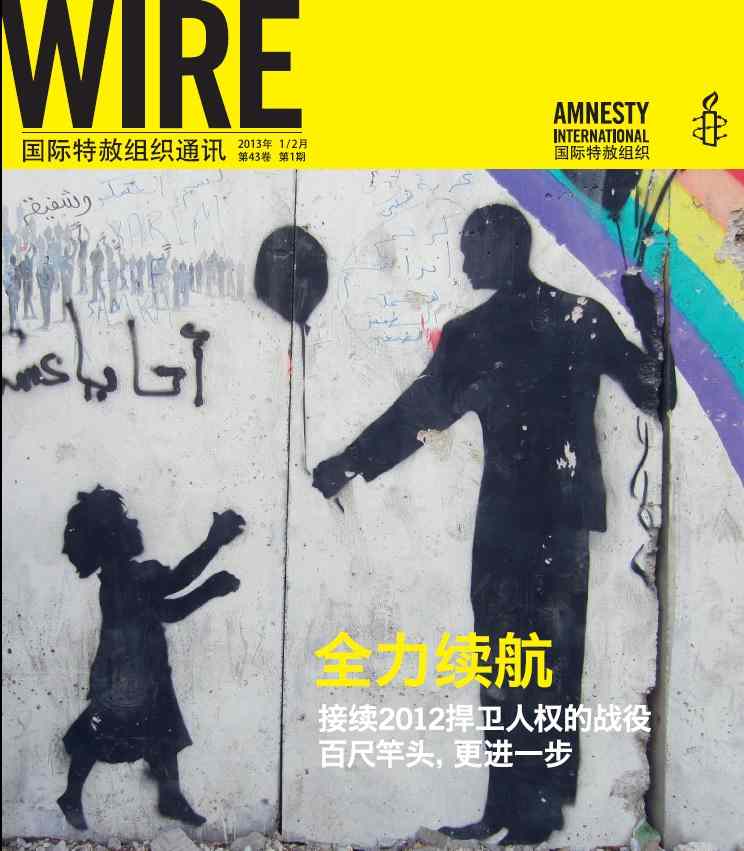 WIRE
国际特赦组织通讯
2013年 1/2月
第43卷 第1期
AMNESTY
INTERNATIONAL
国际特赦组织
وشفيقة
KARIM
全力续航
接续2012捍卫人权的战役
百尺竿头, 更进一步